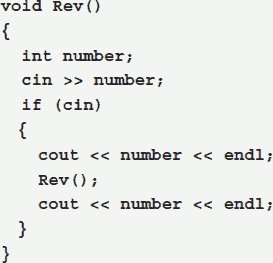 void Rev()
{
int number;
cin >> number;
if (cin)
{
cout << number << endl;
Rev();
cout << number << endl;
}
}